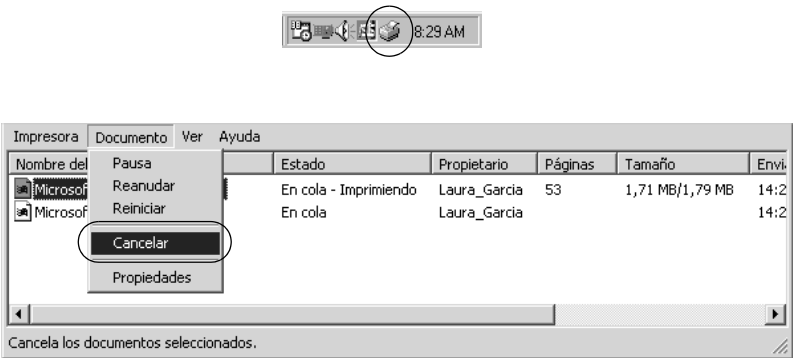 8:29 AM
Impresora Documento Ver Ayuda
Nombre del Estado Propietario Páginas Tamaño Envi
Pausa
Reanudar
Reiniciar
Cancelar
Propiedades
Microsof En cola - Imprimiendo Laura_Garcia 53 1,71 MB/1,79 MB 14:2
Microsof En cola Laura_Garcia 14:2
Cancela los documentos seleccionados.